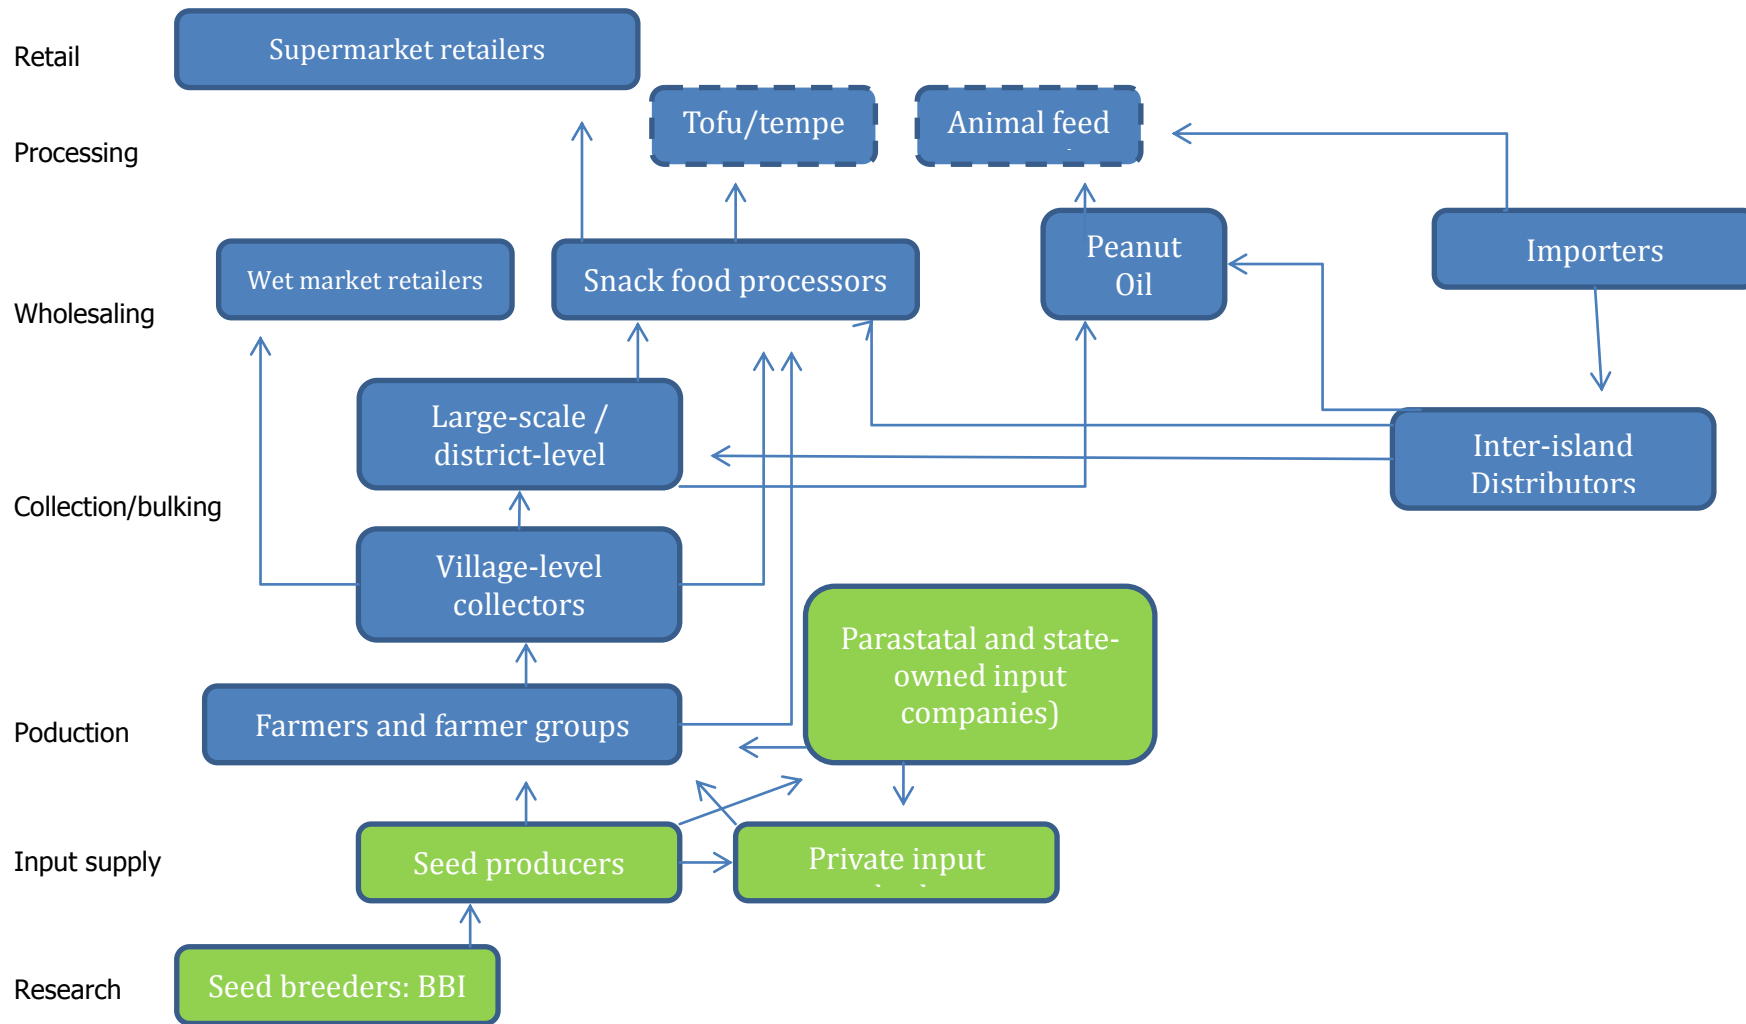 Retail
Supermarket retailers
Processing
Tofu/tempe
Animal feed
Wholesaling
Wet market retailers
Snack food processors
Peanut
Oil
Importers
Large-scale /
district-level
Inter-island
Distributors
Collection/bulking
Village-level
collectors
Parastatal and state-
owned input
companies)
Poduction
Farmers and farmer groups
Input supply
Seed producers
Private input
Research
Seed breeders: BBI